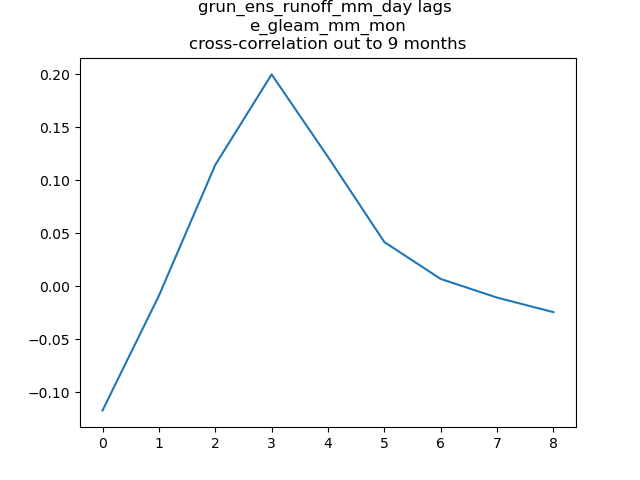 grun_ens_runoff_mm_day lags
e_gleam_mm_mon
cross-correlation out to 9 months
0.20
0.15
0.10
0.05
0.00
−0.05
−0.10
0 1 2 3 4 5 6 7 8